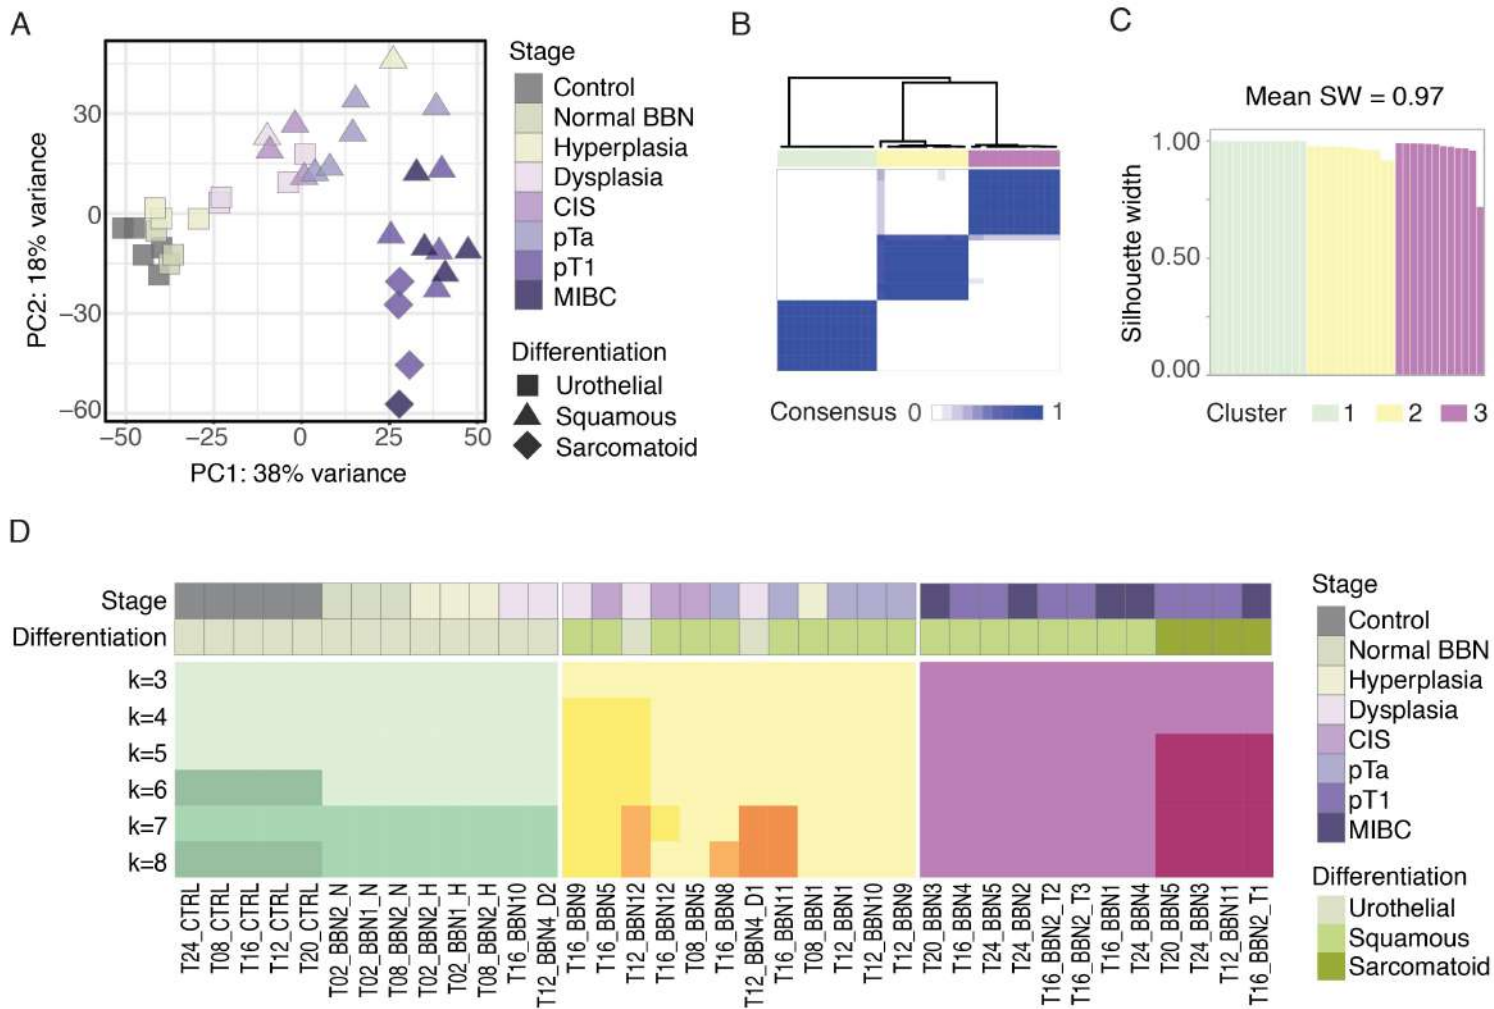 A
B
C
Stage
Control
Normal BBN
Hyperplasia
Dysplasia
CIS
pTa
pT1
MIBC
Differentiation
Urothelial
Squamous
Sarcomatoid
30
0
−30
−60
PC2: 18% variance
−50 −25 0 25 50
PC1: 38% variance
Consensus 0 1
Mean SW = 0.97
1.00
0.50
0.00
Silhouette width
Cluster 1 2 3
D
Stage
Differentiation
k=3
k=4
k=5
k=6
k=7
k=8
T24_CTRL
T08_CTRL
T16_CTRL
T12_CTRL
T20_CTRL
T02_BBN2_N
T02_BBN1_N
T08_BBN2_N
T02_BBN2_H
T02_BBN1_H
T08_BBN2_H
T16_BBN10
T12_BBN4_D2
T16_BBN9
T16_BBN5
T12_BBN12
T16_BBN12
T08_BBN5
T16_BBN8
T12_BBN4_D1
T16_BBN11
T08_BBN1
T12_BBN1
T12_BBN10
T12_BBN9
T20_BBN3
T16_BBN4
T24_BBN5
T24_BBN2
T16_BBN2_T2
T16_BBN2_T3
T16_BBN1
T24_BBN4
T20_BBN5
T24_BBN3
T12_BBN11
T16_BBN2_T1
Stage
Control
Normal BBN
Hyperplasia
Dysplasia
CIS
pTa
pT1
MIBC
Differentiation
Urothelial
Squamous
Sarcomatoid